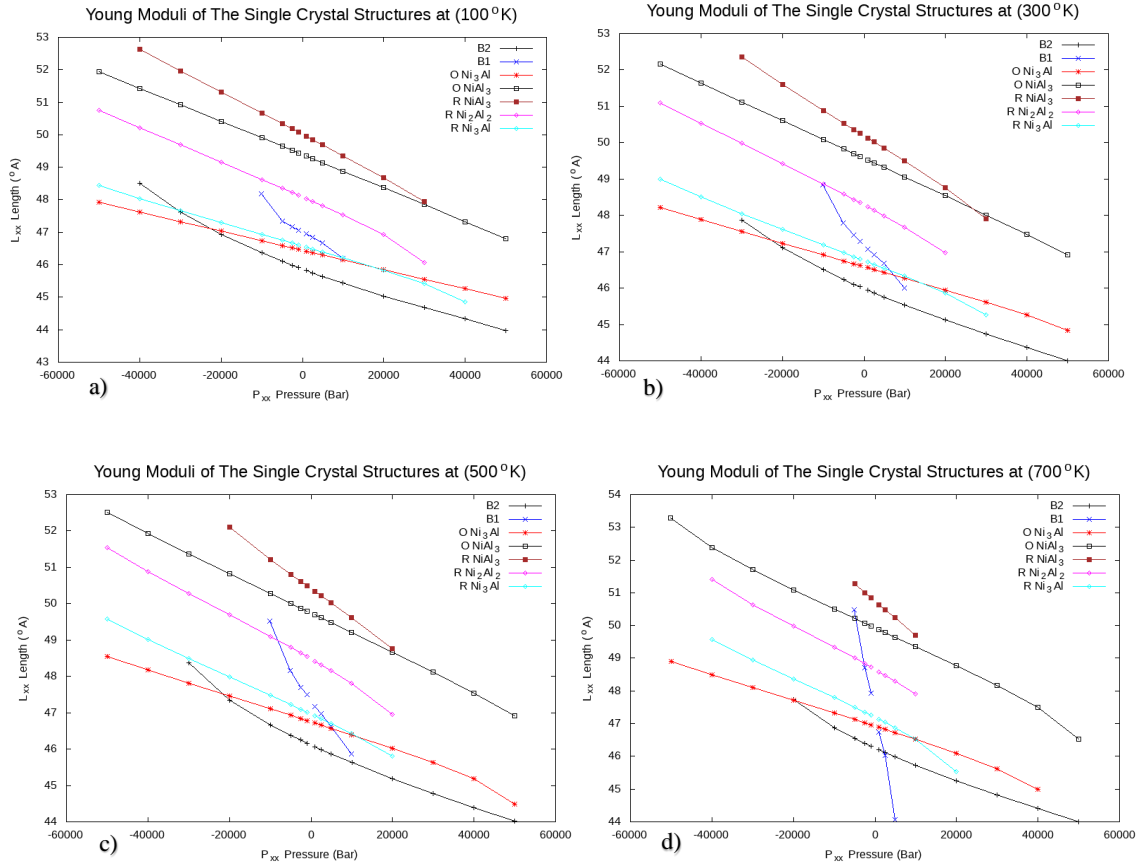 Young Moduli of The Single Crystal Structures at (100°K)
53
52
51
50
49
48
47
46
45
44
43
-60000 -40000 -20000 0 20000 40000 60000
L xx Length ( ° A)
P xx Pressure (Bar)
B2
B1
O Ni3Al
O NiAl3
R NiAl3
R Ni2Al2
R Ni3Al
a)
Young Moduli of The Single Crystal Structures at (300°K)
53
52
51
50
49
48
47
46
45
44
-60000 -40000 -20000 0 20000 40000 60000
L xx Length ( ° A)
P xx Pressure (Bar)
B2
B1
O Ni3Al
O NiAl3
R NiAl3
R Ni2Al2
R Ni3Al
b)
Young Moduli of The Single Crystal Structures at (500°K)
53
52
51
50
49
48
47
46
45
44
-60000 -40000 -20000 0 20000 40000 60000
L xx Length ( ° A)
P xx Pressure (Bar)
B2
B1
O Ni3Al
O NiAl3
R NiAl3
R Ni2Al2
R Ni3Al
c)
Young Moduli of The Single Crystal Structures at (700°K)
54
53
52
51
50
49
48
47
46
45
44
-60000 -40000 -20000 0 20000 40000 60000
L xx Length ( ° A)
P xx Pressure (Bar)
B2
B1
O Ni3Al
O NiAl3
R NiAl3
R Ni2Al2
R Ni3Al
d)